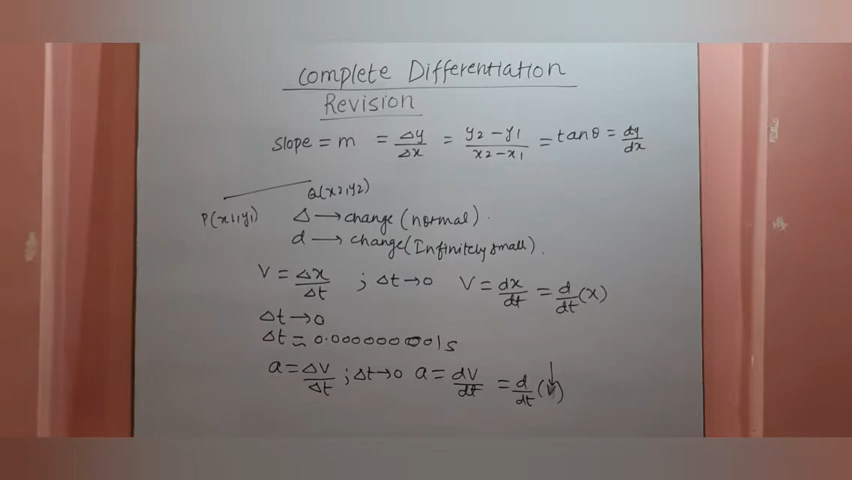 Complete Differentiation
Revision
Slope = m = Δy/Δx = y2-y1/x2-x1 = tanθ = dy/dx
Q(x2,y2)
P(x1,y1)
Δ → change (normal).
d → change (Infinitely small).
V = Δx/Δt ; Δt→0 V = dx/dt = d/dt(x)
Δt→0
Δt ≈ 0.0000000001s
a = ΔV/Δt ; Δt→0 a = dV/dt = d/dt(V)